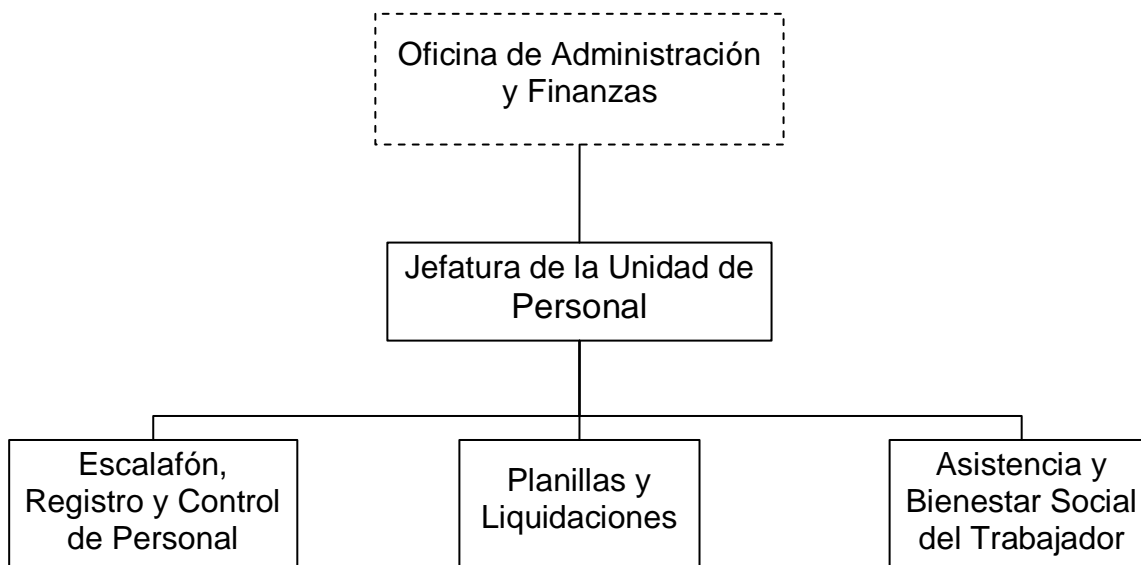 Oficina de Administración
y Finanzas
Jefatura de la Unidad de
Personal
Escalafón,
Registro y Control
de Personal
Planillas y
Liquidaciones
Asistencia y
Bienestar Social
del Trabajador